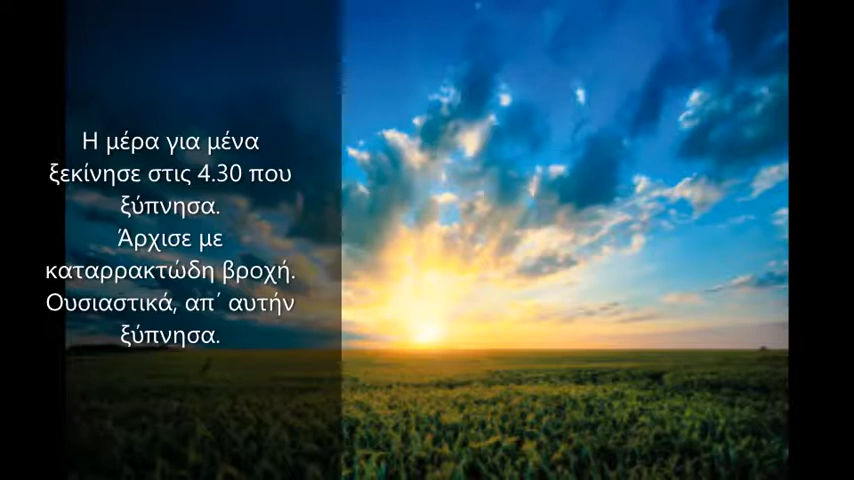 Η μέρα για μένα
ξεκίνησε στις 4.30 που
ξύπνησα.
Άρχισε με
καταρρακτώδη βροχή.
Ουσιαστικά, απ΄ αυτήν
ξύπνησα.